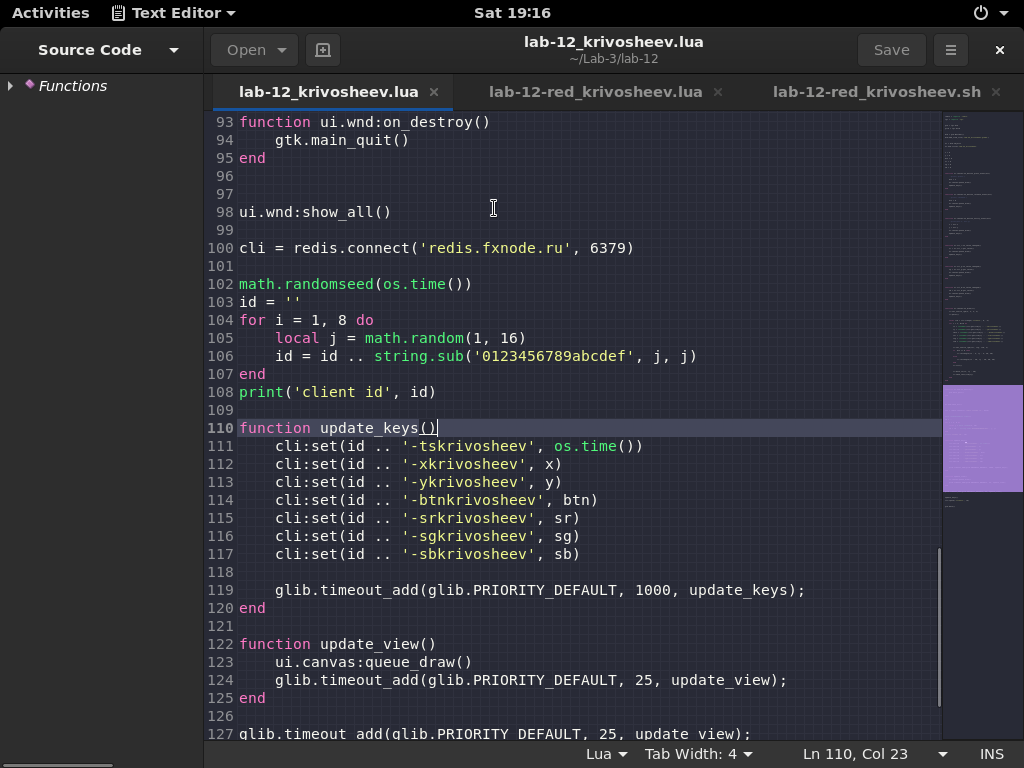 Activities Text Editor Sat 19:16
Source Code Open lab-12_krivosheev.lua Save
~/Lab-3/lab-12
Functions
lab-12_krivosheev.lua lab-12-red_krivosheev.lua lab-12-red_krivosheev.sh
93 function ui.wnd:on_destroy()
94     gtk.main_quit()
95 end
96
97
98 ui.wnd:show_all()
99
100 cli = redis.connect('redis.fxnode.ru', 6379)
101
102 math.randomseed(os.time())
103 id = ''
104 for i = 1, 8 do
105     local j = math.random(1, 16)
106     id = id .. string.sub('0123456789abcdef', j, j)
107 end
108 print('client id', id)
109
110 function update_keys()
111     cli:set(id .. '-tskrivosheev', os.time())
112     cli:set(id .. '-xkrivosheev', x)
113     cli:set(id .. '-ykrivosheev', y)
114     cli:set(id .. '-btnkrivosheev', btn)
115     cli:set(id .. '-srkrivosheev', sr)
116     cli:set(id .. '-sgkrivosheev', sg)
117     cli:set(id .. '-sbkrivosheev', sb)
118
119     glib.timeout_add(glib.PRIORITY_DEFAULT, 1000, update_keys);
120 end
121
122 function update_view()
123     ui.canvas:queue_draw()
124     glib.timeout_add(glib.PRIORITY_DEFAULT, 25, update_view);
125 end
126
127 glib.timeout_add(glib.PRIORITY_DEFAULT, 25, update_view);
Lua Tab Width: 4 Ln 110, Col 23 INS